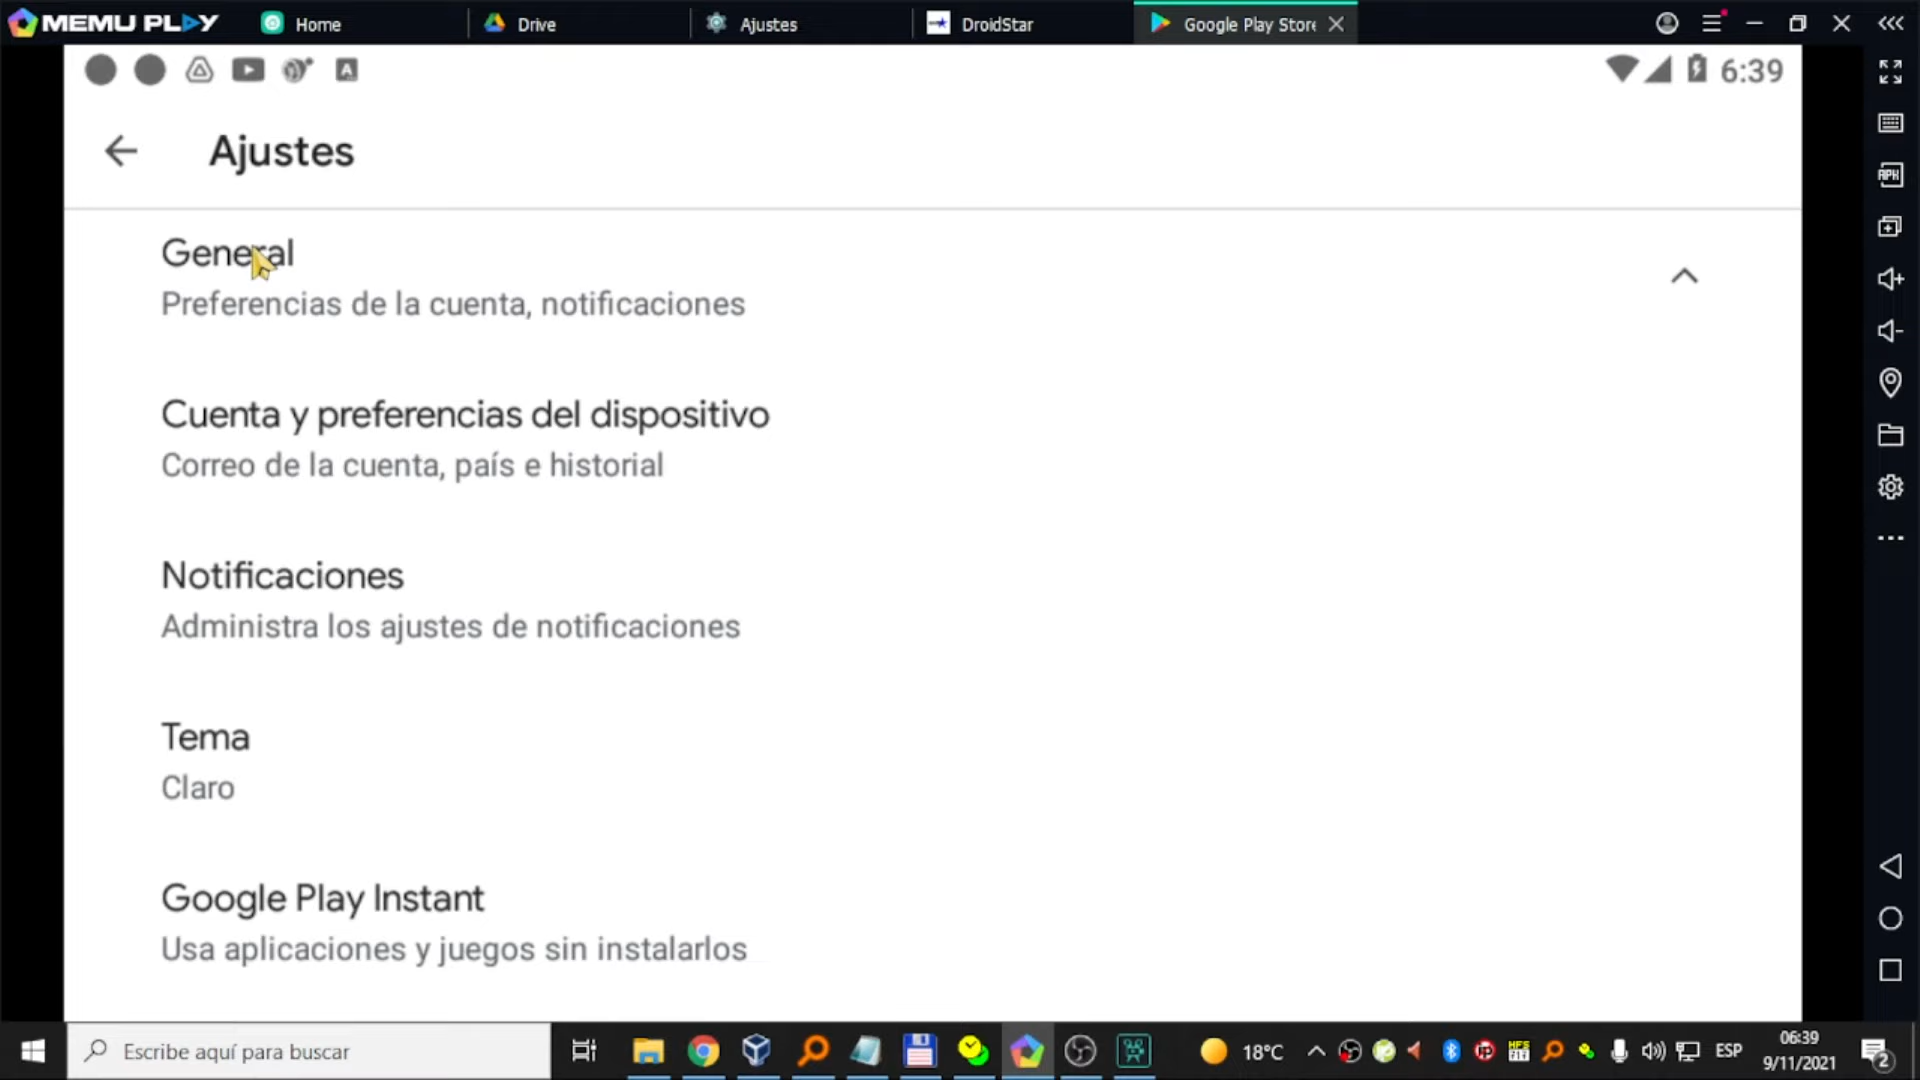 MEMU PLAY
Home
Drive
Ajustes
DroidStar
Google Play Store
6:39
Ajustes
General
Preferencias de la cuenta, notificaciones
Cuenta y preferencias del dispositivo
Correo de la cuenta, país e historial
Notificaciones
Administra los ajustes de notificaciones
Tema
Claro
Google Play Instant
Usa aplicaciones y juegos sin instalarlos
APK
Escribe aquí para buscar
18°C
ESP
06:39
9/11/2021
2